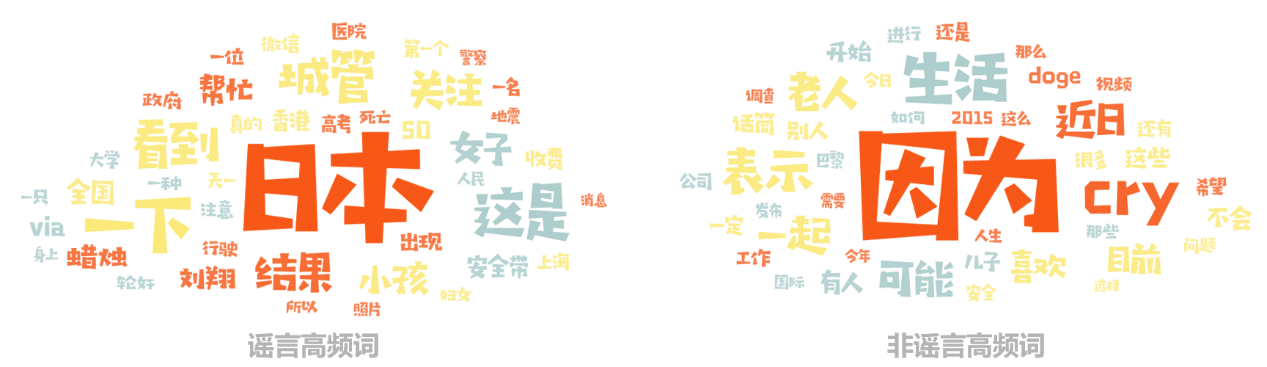 医院
微信
第一个
一位
城管
警察
帮忙
关注
一名
政府
真的
香港
高考
死亡
50
地震
看到
日本
女子
收费
大学
一种
天一
人民
一只
全国
注意
这是
消息
via
一下
身上
蜡烛
行驶
出现
轮奸
刘翔
结果
小孩
安全带
上海
妇女
所以
照片
谣言高频词
进行
还是
开始
生活
那么
今日
doge
视频
调查
老人
话筒
别人
如何
2015
这么
近日
还有
表示
巴黎
因为
很多
这些
公司
需要
cry
希望
发布
一定
一起
那些
不会
人生
工作
今年
儿子
喜欢
目前
问题
国际
有人
可能
安全
选择
非谣言高频词